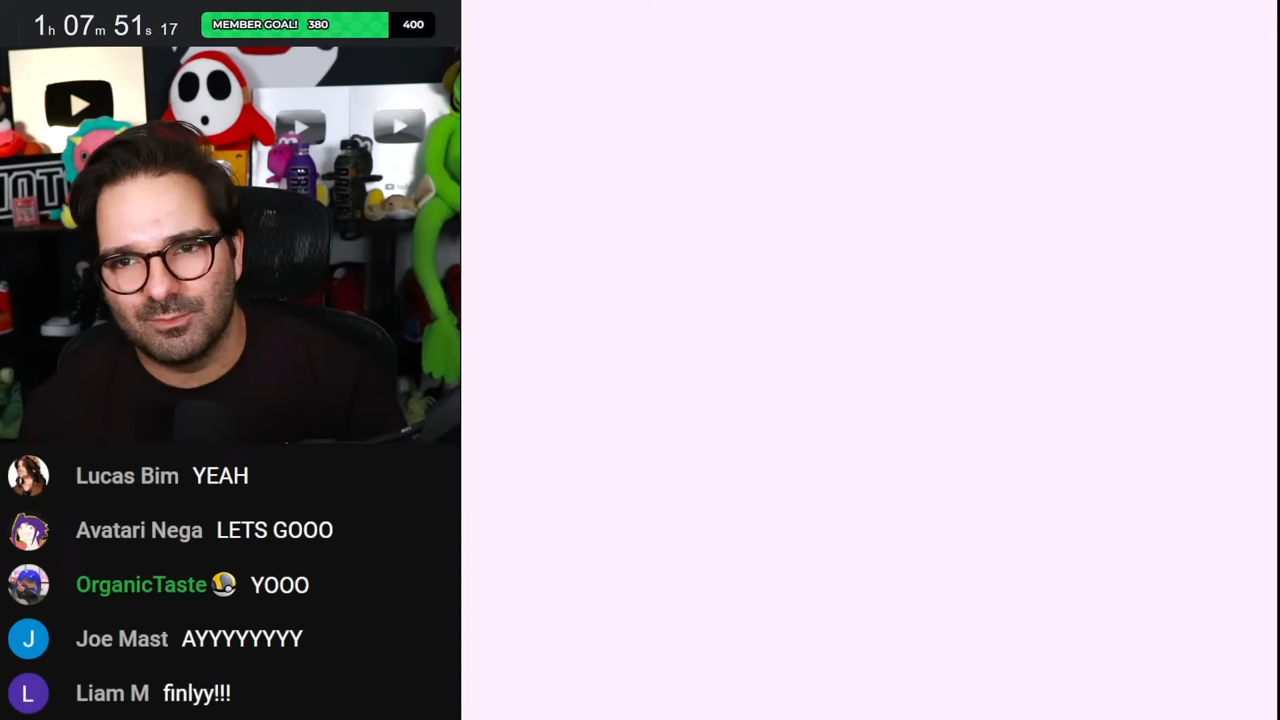 1h 07m 51s 17
MEMBER GOAL! 380 400
Lucas Bim YEAH
Avatari Nega LETS GOOO
OrganicTaste YOOO
J Joe Mast AYYYYYYYY
L Liam M finlyy!!!